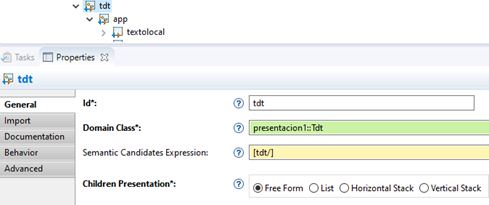 tdt
app
textolocal
Tasks
Properties
tdt
General
Id*:
tdt
Import
Domain Class*:
presentacion1::Tdt
Documentation
Semantic Candidates Expression:
[tdt/]
Behavior
Advanced
Children Presentation*:
Free Form List Horizontal Stack Vertical Stack